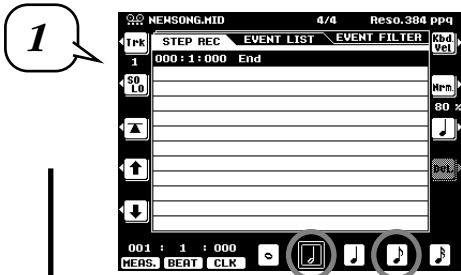 1
NEWSONG.MID 4/4 Reso.384 PPQ
Trk STEP REC EVENT LIST EVENT FILTER Kbd. Vel
1 000:1:000 End
SO LO Nrm.
80 %
Del.
001 : 1 : 000
MEAS. BEAT CLK